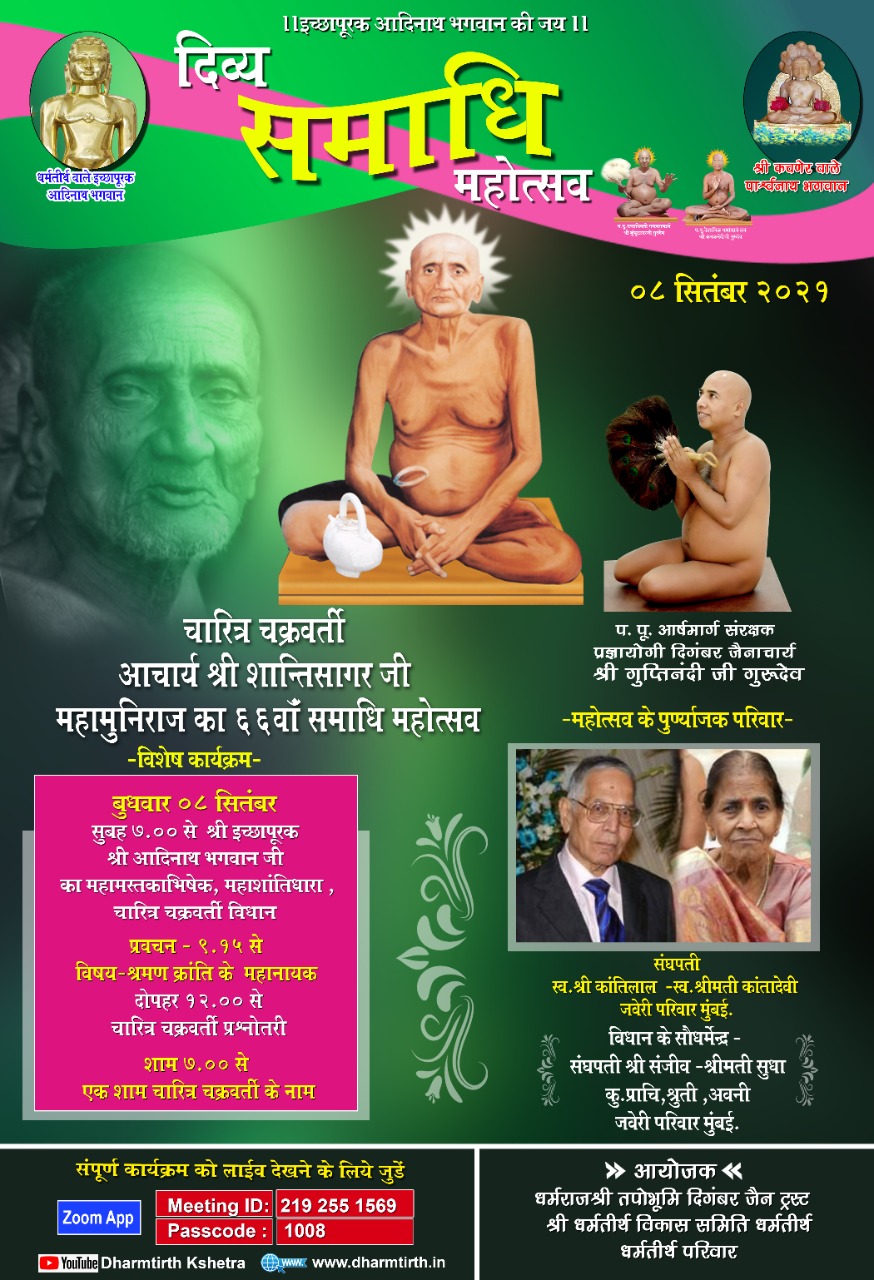 ।।इच्छापूरक आदिनाथ भगवान की जय ।।
दिव्य
समाधि
महोत्सव
धर्मतीर्थ वाले इच्छापूरक
आदिनाथ भगवान
श्री कचणेर वाले
पार्श्वनाथ भगवान
०८ सितंबर २०२१
चारित्र चक्रवर्ती
आचार्य श्री शान्तिसागर जी
महामुनिराज का ६६वाँ समाधि महोत्सव
प. पू. आर्षमार्ग संरक्षक
प्रज्ञायोगी दिगंबर जैनाचार्य
श्री गुप्तिनंदी जी गुरूदेव
-विशेष कार्यक्रम-
बुधवार ०८ सितंबर
सुबह ७.०० से श्री इच्छापूरक
श्री आदिनाथ भगवान जी
का महामस्तकाभिषेक, महाशांतिधारा ,
चारित्र चक्रवर्ती विधान
प्रवचन - ९.१५ से
विषय-श्रमण क्रांति के महानायक
दोपहर १२.०० से
चारित्र चक्रवर्ती प्रश्नोतरी
शाम ७.०० से
एक शाम चारित्र चक्रवर्ती के नाम
-महोत्सव के पुर्ण्याजक परिवार-
संघपती
स्व.श्री कांतिलाल -स्व.श्रीमती कांतादेवी
जवेरी परिवार मुंबई.
विधान के सौधर्मेन्द्र -
संघपती श्री संजीव -श्रीमती सुधा
कु.प्राचि,श्रुती ,अवनी
जवेरी परिवार मुंबई.
संपूर्ण कार्यक्रम को लाईव देखने के लिये जुडें
Zoom App
Meeting ID: 219 255 1569
Passcode : 1008
YouTube Dharmtirth Kshetra www.dharmtirth.in
आयोजक
धर्मराजश्री तपोभूमि दिगंबर जैन ट्रस्ट
श्री धर्मतीर्थ विकास समिति धर्मतीर्थ
धर्मतीर्थ परिवार